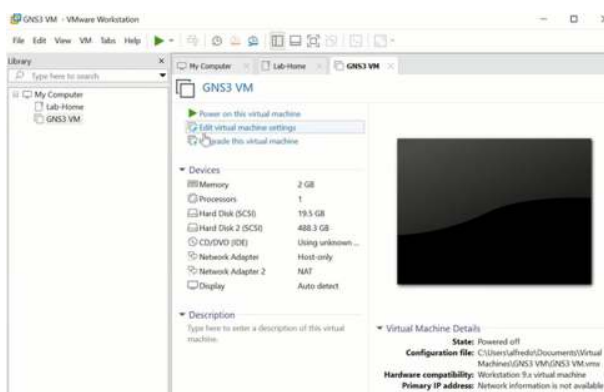 GNS3 VM - VMware Workstation
File Edit View VM Tabs Help
Library
Type here to search
My Computer
Lab-Home
GNS3 VM
My Computer
Lab-Home
GNS3 VM
GNS3 VM
Power on this virtual machine
Edit virtual machine settings
grade this virtual machine
Devices
Memory 2 GB
Processors 1
Hard Disk (SCSI) 19.5 GB
Hard Disk 2 (SCSI) 488.3 GB
CD/DVD (IDE) Using unknown ...
Network Adapter Host-only
Network Adapter 2 NAT
Display Auto detect
Description
Type here to enter a description of this virtual
machine.
Virtual Machine Details
State: Powered off
Configuration file: C:\Users\alfredo\Documents\Virtual
Machines\GNS3 VM\GNS3 VM.vmx
Hardware compatibility: Workstation 9.x virtual machine
Primary IP address: Network information is not available